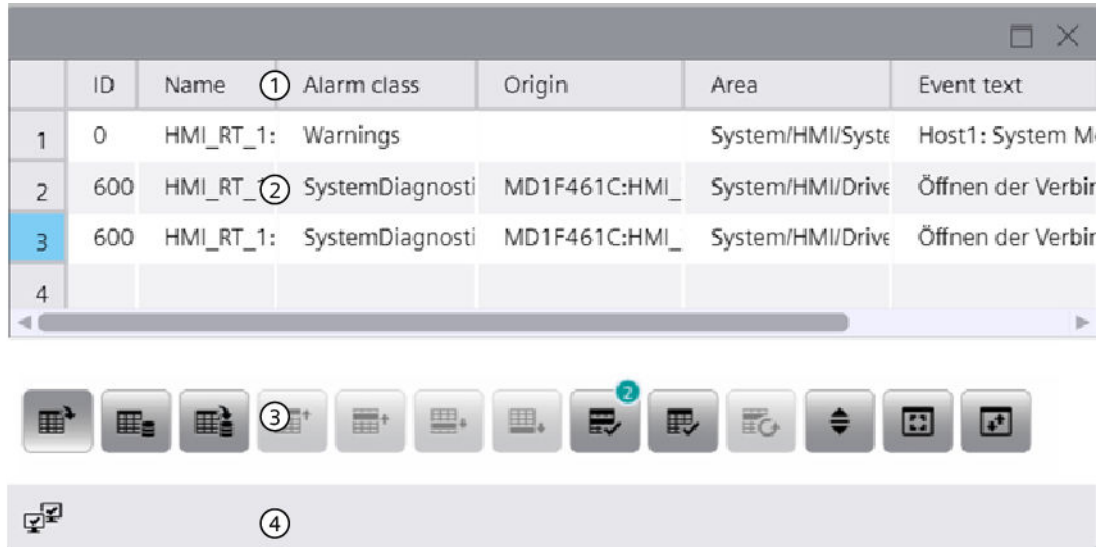 ID Name ① Alarm class Origin Area Event text
1 0 HMI_RT_1: Warnings System/HMI/Syste Host1: System M
2 600 HMI_RT_ ② SystemDiagnosti MD1F461C:HMI_ System/HMI/Drive Öffnen der Verbin
3 600 HMI_RT_1: SystemDiagnosti MD1F461C:HMI_ System/HMI/Drive Öffnen der Verbin
4
2
③
④